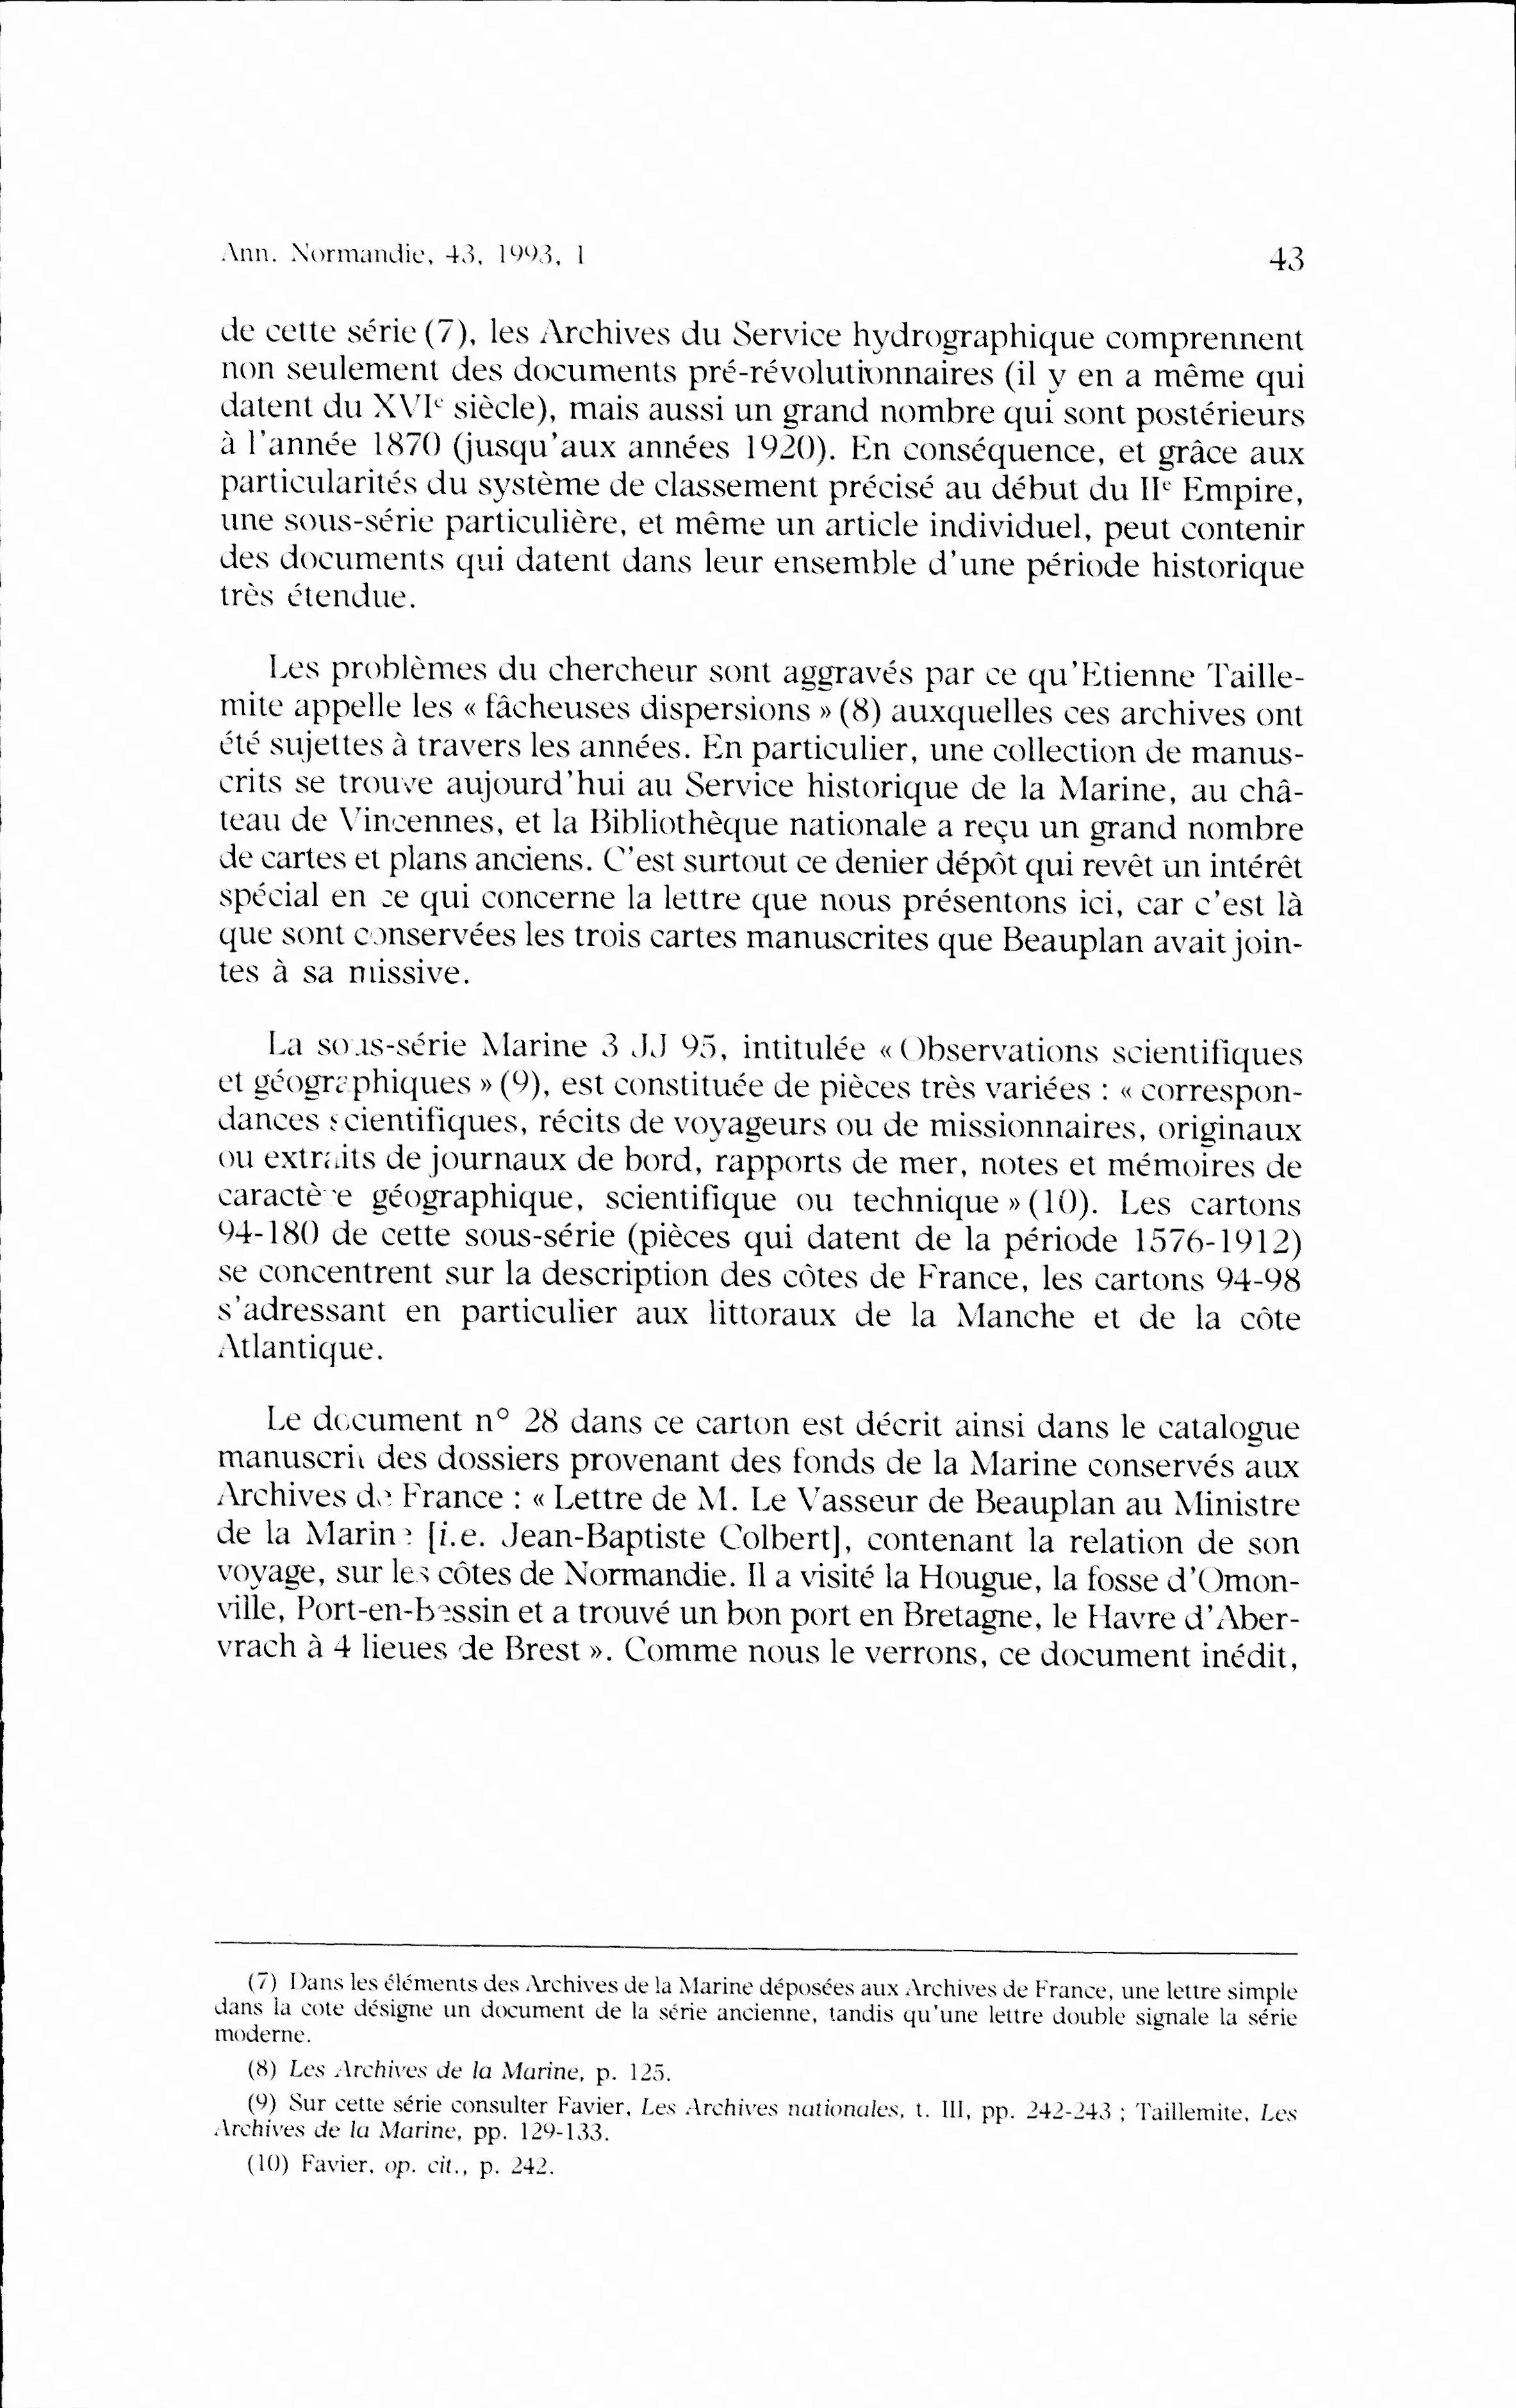 Ann. Normandie, 43, 1993, 1
43
de cette série (7), les Archives du Service hydrographique comprennent
non seulement des documents pré-révolutionnaires (il y en a même qui
datent du XVIe siècle), mais aussi un grand nombre qui sont postérieurs
à l'année 1870 (jusqu'aux années 1920). En conséquence, et grâce aux
particularités du système de classement précisé au début du IIe Empire,
une sous-série particulière, et même un article individuel, peut contenir
des documents qui datent dans leur ensemble d'une période historique
très étendue.
Les problèmes du chercheur sont aggravés par ce qu'Etienne Taille-
mite appelle les « fâcheuses dispersions » (8) auxquelles ces archives ont
été sujettes à travers les années. En particulier, une collection de manus-
crits se trouve aujourd'hui au Service historique de la Marine, au châ-
teau de Vincennes, et la Bibliothèque nationale a reçu un grand nombre
de cartes et plans anciens. C'est surtout ce denier dépôt qui revêt un intérêt
spécial en ce qui concerne la lettre que nous présentons ici, car c'est là
que sont conservées les trois cartes manuscrites que Beauplan avait join-
tes à sa missive.
La sous-série Marine 3 JJ 95, intitulée « Observations scientifiques
et géographiques » (9), est constituée de pièces très variées : « correspon-
dances scientifiques, récits de voyageurs ou de missionnaires, originaux
ou extraits de journaux de bord, rapports de mer, notes et mémoires de
caractère géographique, scientifique ou technique » (10). Les cartons
94-180 de cette sous-série (pièces qui datent de la période 1576-1912)
se concentrent sur la description des côtes de France, les cartons 94-98
s'adressant en particulier aux littoraux de la Manche et de la côte
Atlantique.
Le document n° 28 dans ce carton est décrit ainsi dans le catalogue
manuscrit des dossiers provenant des fonds de la Marine conservés aux
Archives de France : « Lettre de M. Le Vasseur de Beauplan au Ministre
de la Marine [i.e. Jean-Baptiste Colbert], contenant la relation de son
voyage, sur les côtes de Normandie. Il a visité la Hougue, la fosse d'Omon-
ville, Port-en-Bessin et a trouvé un bon port en Bretagne, le Havre d'Aber-
vrach à 4 lieues de Brest ». Comme nous le verrons, ce document inédit,
(7) Dans les éléments des Archives de la Marine déposées aux Archives de France, une lettre simple
dans la cote désigne un document de la série ancienne, tandis qu'une lettre double signale la série
moderne.
(8) Les Archives de la Marine, p. 125.
(9) Sur cette série consulter Favier, Les Archives nationales, t. III, pp. 242-243 ; Taillemite, Les
Archives de la Marine, pp. 129-133.
(10) Favier, op. cit., p. 242.